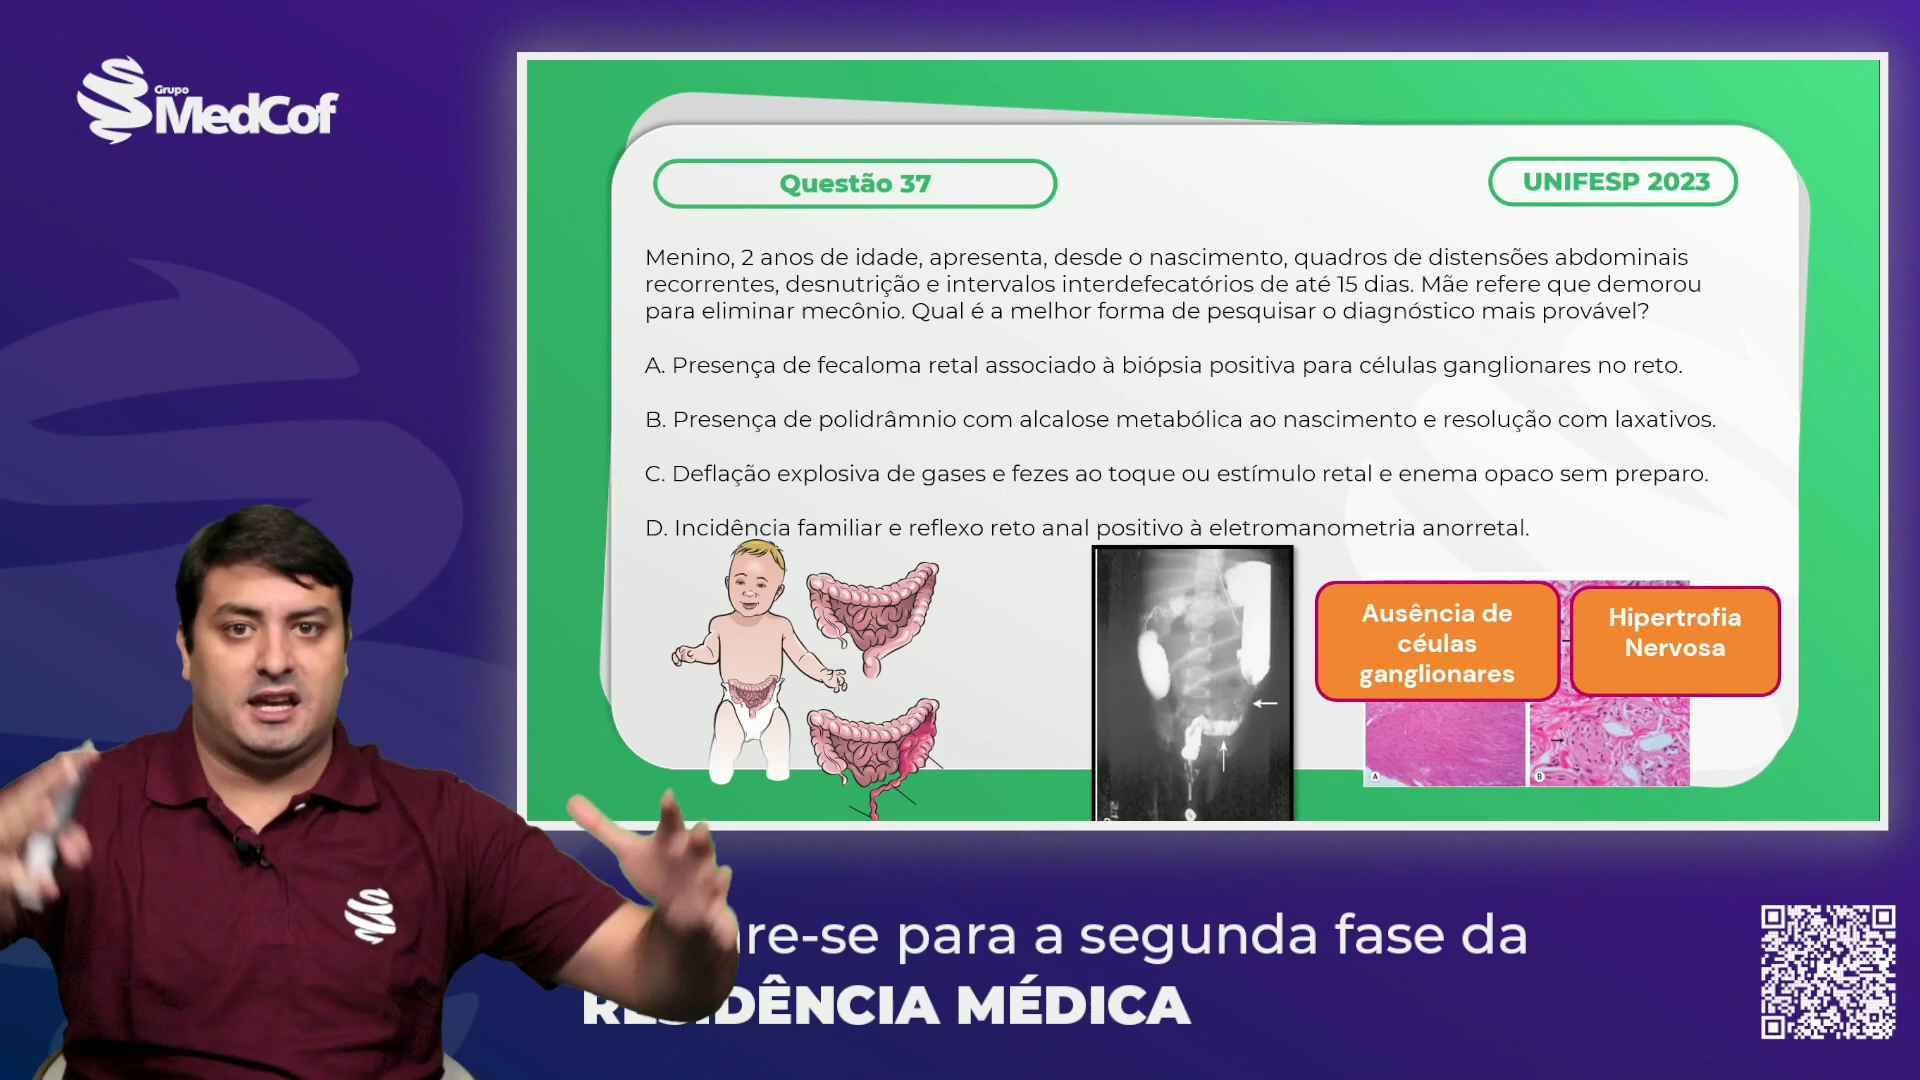 Grupo
MedCof
Questão 37
UNIFESP 2023
Menino, 2 anos de idade, apresenta, desde o nascimento, quadros de distensões abdominais
recorrentes, desnutrição e intervalos interdefecatórios de até 15 dias. Mãe refere que demorou
para eliminar mecônio. Qual é a melhor forma de pesquisar o diagnóstico mais provável?
A. Presença de fecaloma retal associado à biópsia positiva para células ganglionares no reto.
B. Presença de polidrâmnio com alcalose metabólica ao nascimento e resolução com laxativos.
C. Deflação explosiva de gases e fezes ao toque ou estímulo retal e enema opaco sem preparo.
D. Incidência familiar e reflexo reto anal positivo à eletromanometria anorretal.
Ausência de
céulas
ganglionares
Hipertrofia
Nervosa
A
B
re-se para a segunda fase da
RESIDÊNCIA MÉDICA